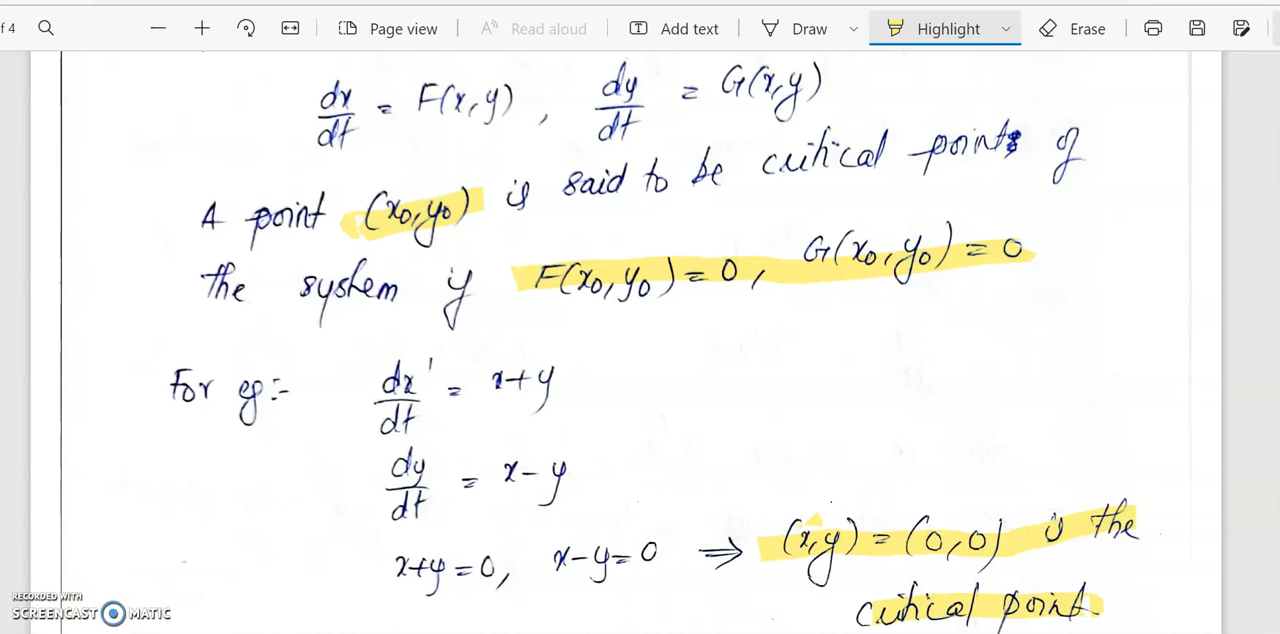 f 4 Page view Read aloud Add text Draw Highlight Erase
dx/dt = F(x,y), dy/dt = G(x,y)
A point (x₀,y₀) is said to be critical points of
the system if F(x₀,y₀)=0, G(x₀,y₀)=0
For eg:- dx'/dt = x+y
dy/dt = x-y
x+y=0, x-y=0 ⇒ (x,y)=(0,0) is the
critical point.
RECORDED WITH
SCREENCAST MATIC